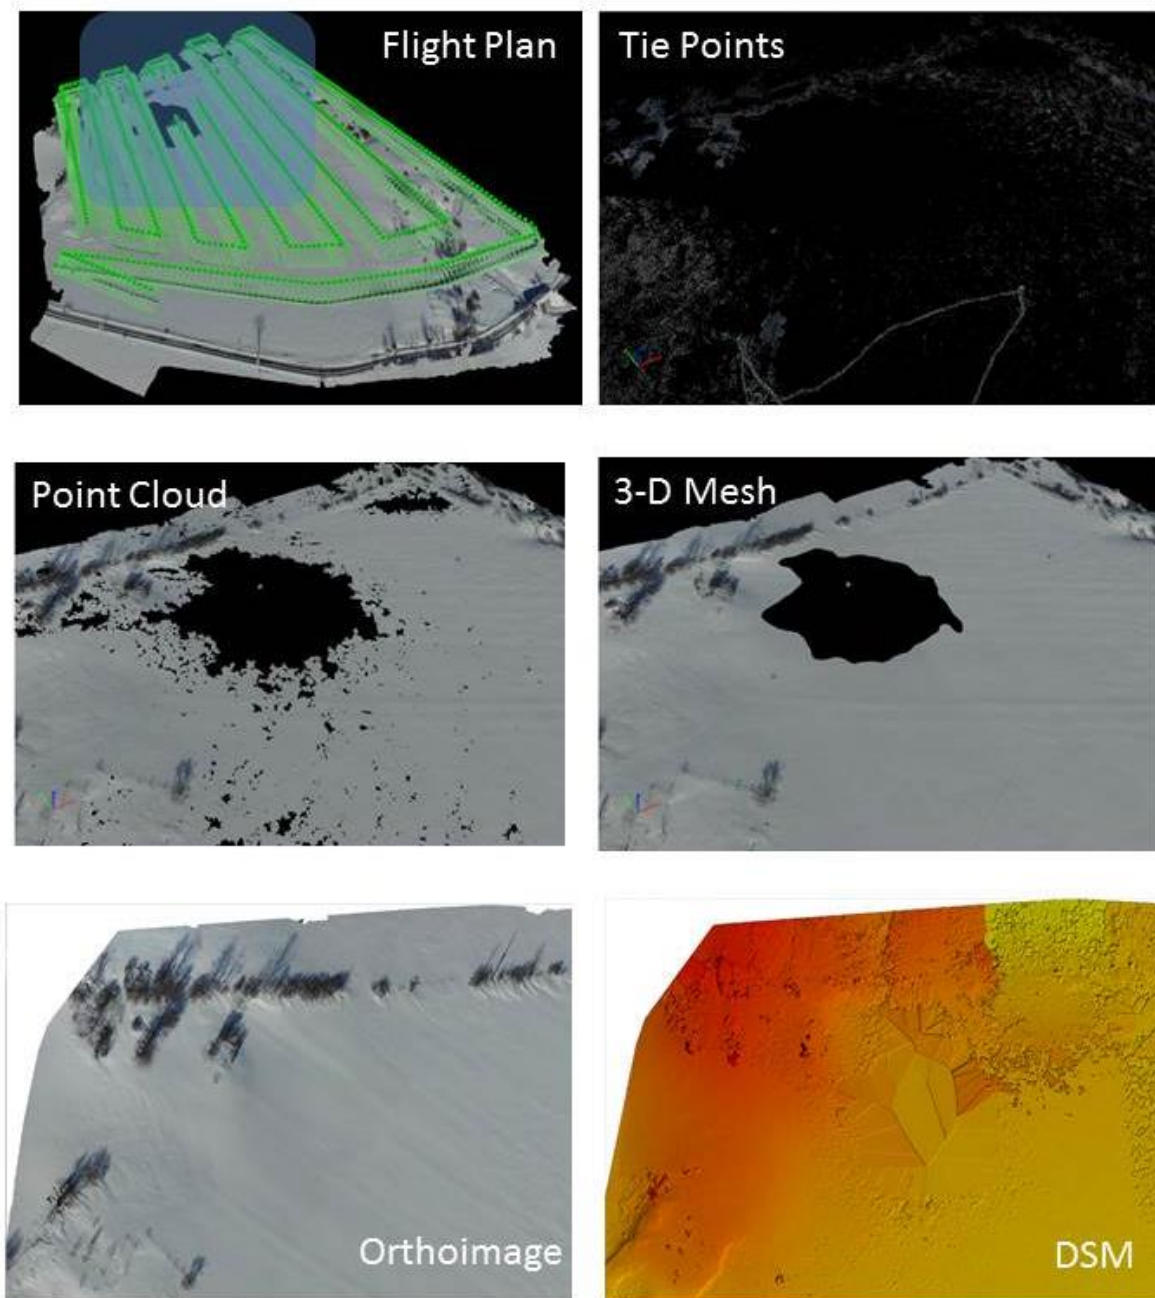 Flight Plan
Tie Points
Point Cloud
3-D Mesh
Orthoimage
DSM